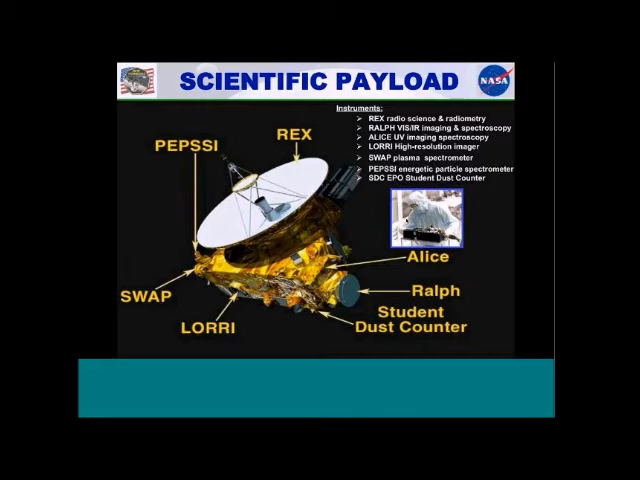 SCIENTIFIC PAYLOAD
NASA
Instruments:
REX radio science & radiometry
RALPH VIS/IR imaging & spectroscopy
ALICE UV imaging spectroscopy
LORRI High-resolution imager
SWAP plasma spectrometer
PEPSSI energetic particle spectrometer
SDC EPO Student Dust Counter
REX
PEPSSI
Alice
SWAP
Ralph
LORRI
Student
Dust Counter